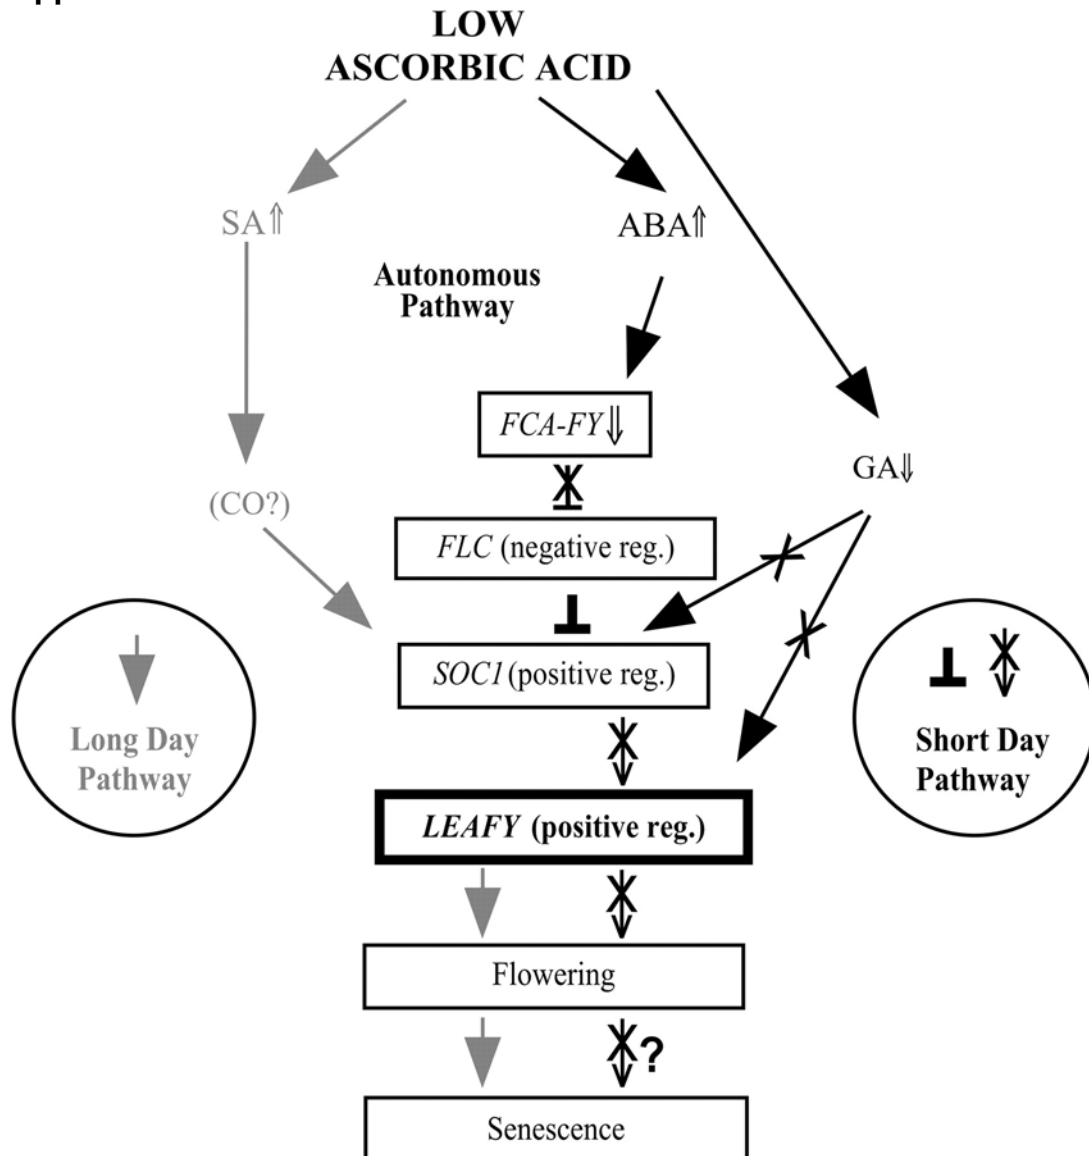 LOW
ASCORBIC ACID
SA⇑
ABA⇑
Autonomous
Pathway
FCA-FY⇓
GA⇓
(CO?)
FLC (negative reg.)
SOC1 (positive reg.)
Long Day
Pathway
Short Day
Pathway
LEAFY (positive reg.)
Flowering
?
Senescence